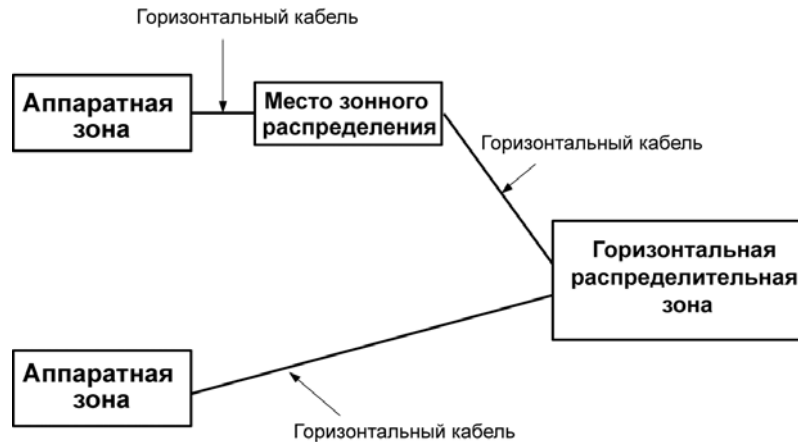 Горизонтальный кабель
Аппаратная
зона
Место зонного
распределения
Горизонтальный кабель
Горизонтальная
распределительная
зона
Аппаратная
зона
Горизонтальный кабель